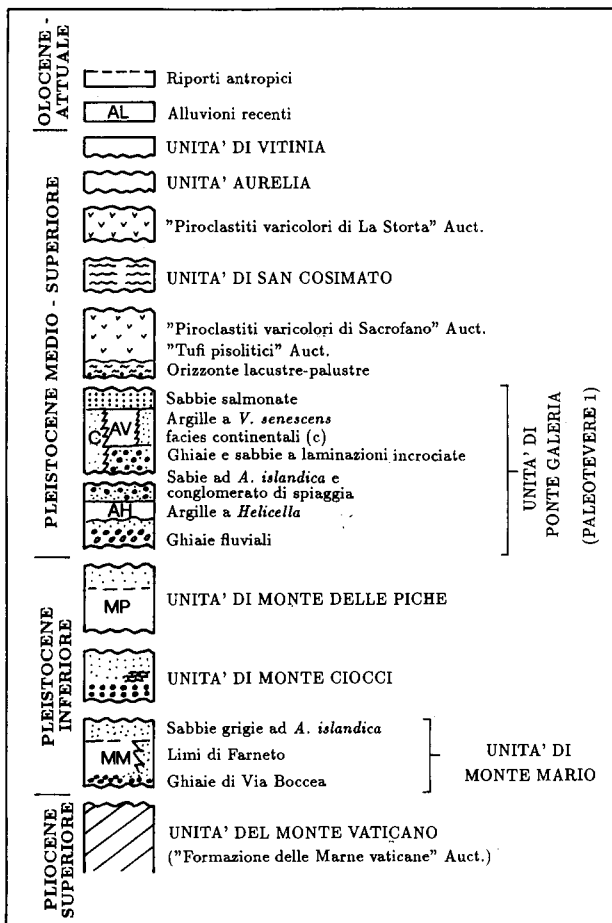 OLOCENE -
ATTUALE
Riporti antropici
AL
Alluvioni recenti
PLEISTOCENE MEDIO - SUPERIORE
UNITA' DI VITINIA
UNITA' AURELIA
"Piroclastiti varicolori di La Storta" Auct.
UNITA' DI SAN COSIMATO
"Piroclastiti varicolori di Sacrofano" Auct.
"Tufi pisolitici" Auct.
Orizzonte lacustre-palustre
Sabbie salmonate
C
AV
Argille a V. senescens
facies continentali (c)
Ghiaie e sabbie a laminazioni incrociate
Sabie ad A. islandica e
conglomerato di spiaggia
AH
Argille a Helicella
Ghiaie fluviali
UNITA' DI
PONTE GALERIA
(PALEOTEVERE 1)
PLEISTOCENE
INFERIORE
MP
UNITA' DI MONTE DELLE PICHE
UNITA' DI MONTE CIOCCI
Sabbie grigie ad A. islandica
MM
Limi di Farneto
Ghiaie di Via Boccea
UNITA' DI
MONTE MARIO
PLIOCENE
SUPERIORE
UNITA' DEL MONTE VATICANO
("Formazione delle Marne vaticane" Auct.)